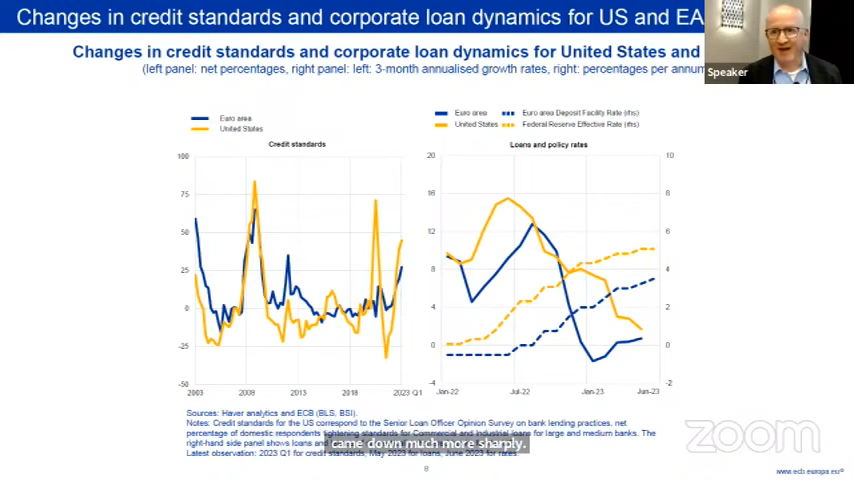 Changes in credit standards and corporate loan dynamics for US and EA
Changes in credit standards and corporate loan dynamics for United States and
(left panel: net percentages, right panel: left: 3-month annualised growth rates, right: percentages per annum
Speaker
Euro area
United States
Credit standards
100
75
50
25
0
-25
-50
2003
2008
2013
2018
2023 Q1
Euro area
Euro area Deposit Facility Rate (rhs)
United States
Federal Reserve Effective Rate (rhs)
Loans and policy rates
20
16
12
8
4
0
-4
10
8
6
4
2
0
-2
Jan-22
Jul-22
Jan-23
Jun-23
Sources: Haver analytics and ECB (BLS, BSI).
Notes: Credit standards for the US correspond to the Senior Loan Officer Opinion Survey on bank lending practices, net
percentage of domestic respondents tightening standards for Commercial and Industrial loans for large and medium banks. The
right-hand side panel shows loans and
came down much more sharply.
Latest observation: 2023 Q1 for credit standards, May 2023 for loans, June 2023 for rates.
8
zoom
www.ecb.europa.eu©